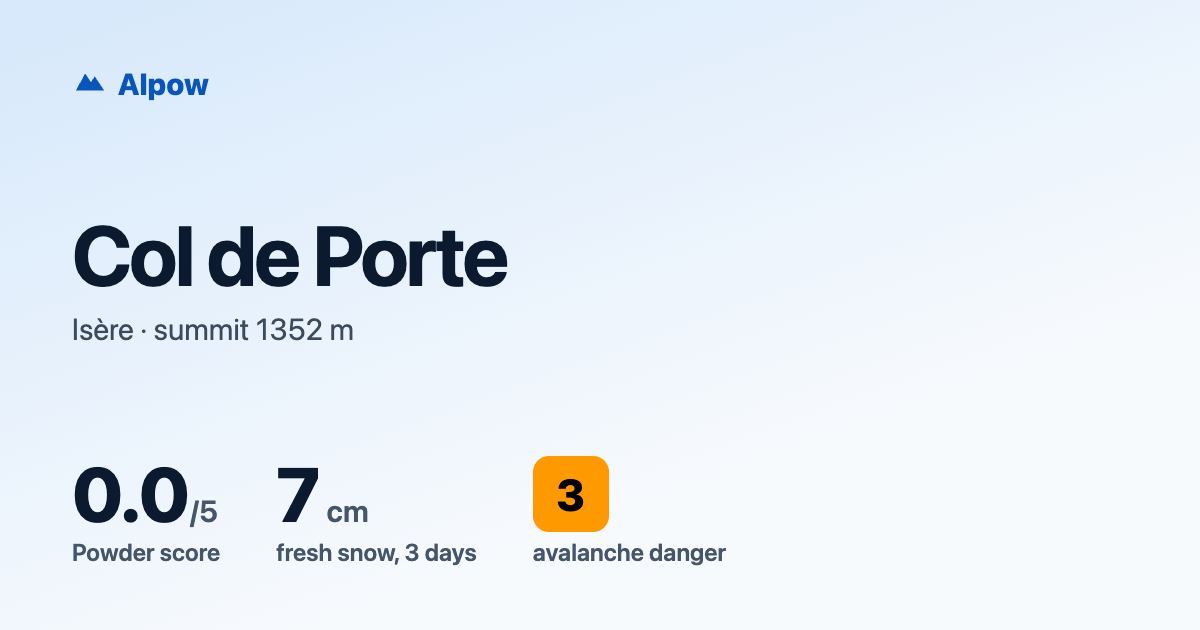 Alpow
Col de Porte
Isère · summit 1352 m
0.0/5
Powder score
7 cm
fresh snow, 3 days
3
avalanche danger